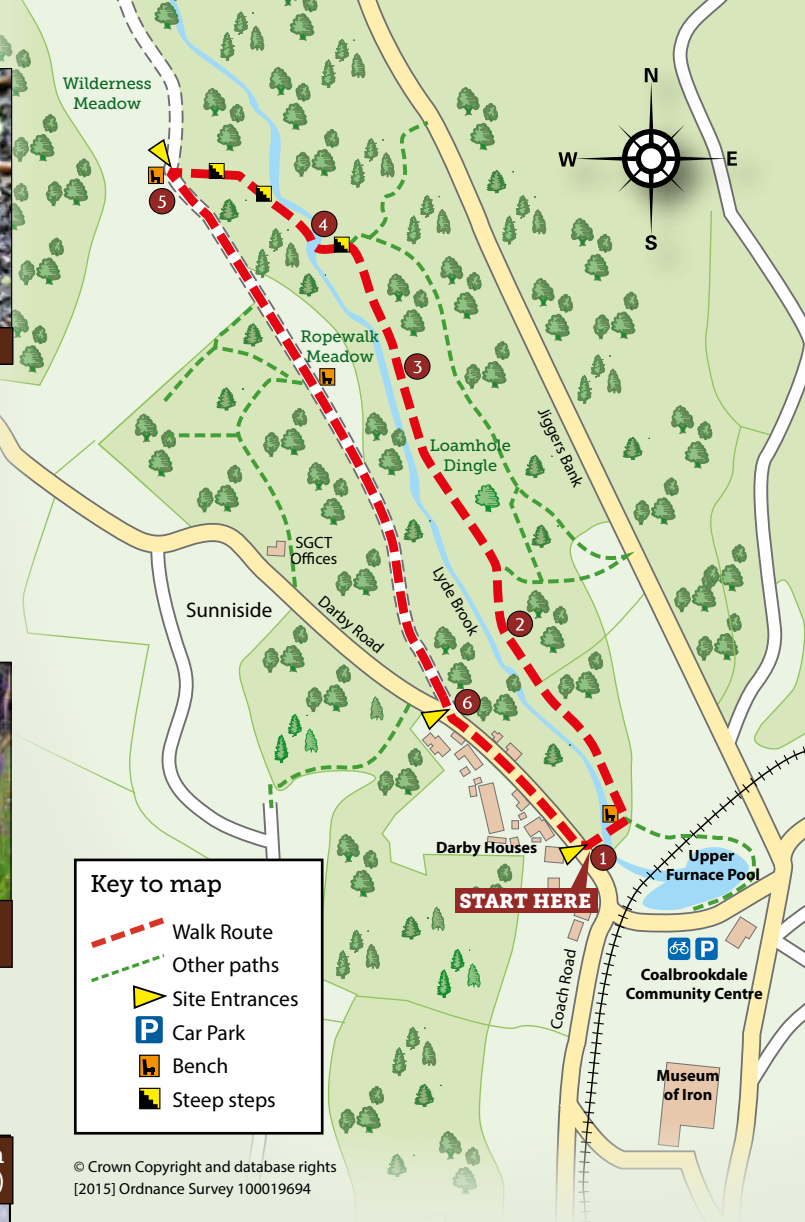 Wilderness
Meadow
N
W
E
S
5
4
Ropewalk
Meadow
3
Jiggers Bank
Loamhole
Dingle
SGCT
Offices
Lyde Brook
Sunniside
Darby Road
2
6
Darby Houses
1
Upper
Furnace Pool
START HERE
Key to map
Walk Route
Other paths
Site Entrances
P
Car Park
Bench
Steep steps
Coach Road
P
Coalbrookdale
Community Centre
Museum
of Iron
© Crown Copyright and database rights
[2015] Ordnance Survey 100019694
)